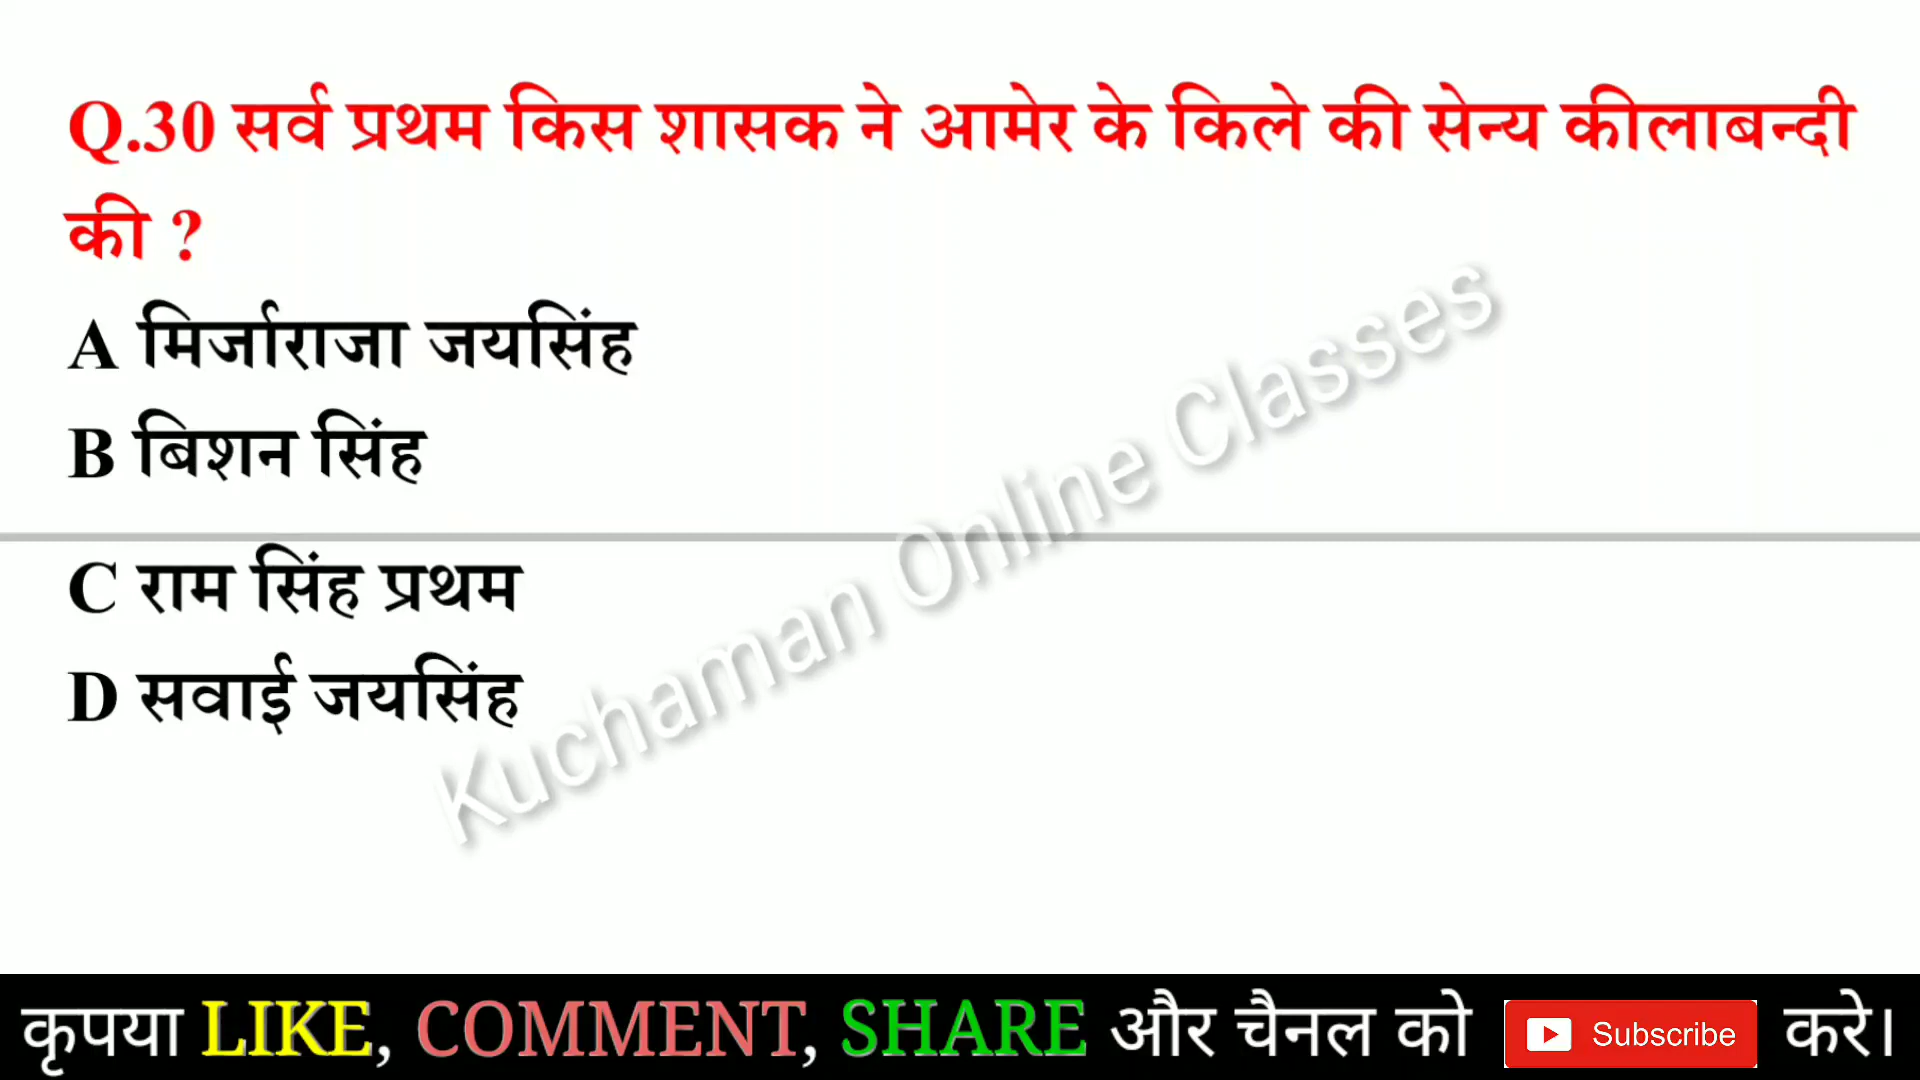 Q.30 सर्व प्रथम किस शासक ने आमेर के किले की सेन्य कीलाबन्दी
की ?
A मिर्जाराजा जयसिंह
B बिशन सिंह
C राम सिंह प्रथम
D सवाई जयसिंह
Kuchaman Online Classes
कृपया LIKE, COMMENT, SHARE और चैनल को Subscribe करे।